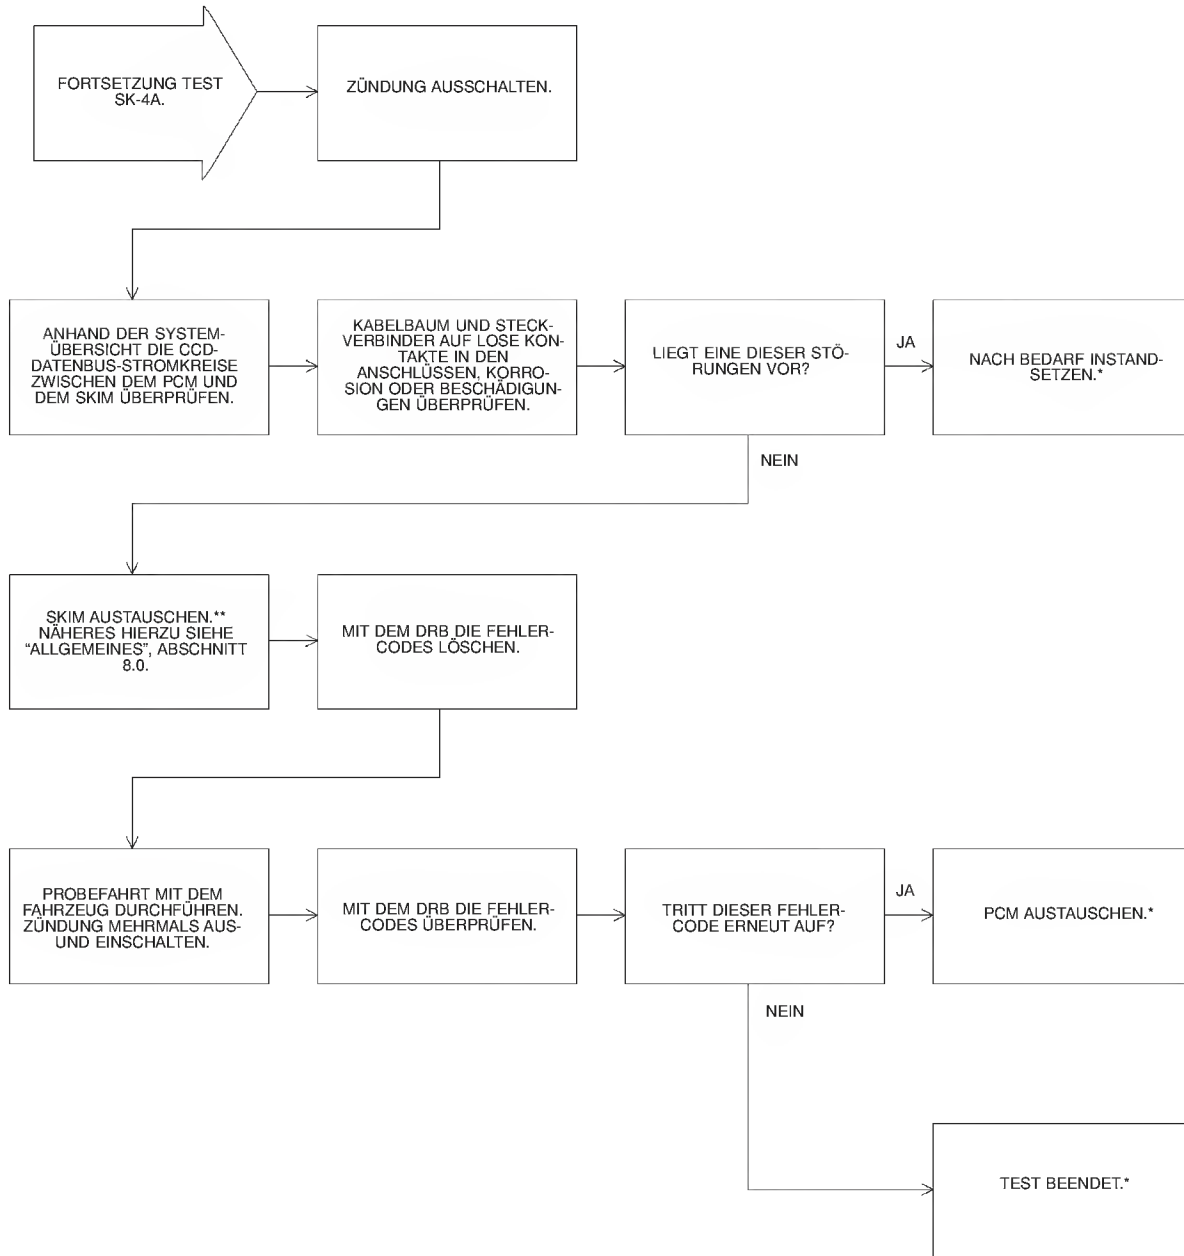 FORTSETZUNG TEST
SK-4A.
ZÜNDUNG AUSSCHALTEN.
ANHAND DER SYSTEM-
ÜBERSICHT DIE CCD-
DATENBUS-STROMKREISE
ZWISCHEN DEM PCM UND
DEM SKIM ÜBERPRÜFEN.
KABELBAUM UND STECK-
VERBINDER AUF LOSE KON-
TAKTE IN DEN
ANSCHLÜSSEN, KORRO-
SION ODER BESCHÄDIGUN-
GEN ÜBERPRÜFEN.
LIEGT EINE DIESER STÖ-
RUNGEN VOR?
JA
NACH BEDARF INSTAND-
SETZEN.*
NEIN
SKIM AUSTAUSCHEN.**
NÄHERES HIERZU SIEHE
“ALLGEMEINES”, ABSCHNITT
8.0.
MIT DEM DRB DIE FEHLER-
CODES LÖSCHEN.
PROBEFAHRT MIT DEM
FAHRZEUG DURCHFÜHREN.
ZÜNDUNG MEHRMALS AUS-
UND EINSCHALTEN.
MIT DEM DRB DIE FEHLER-
CODES ÜBERPRÜFEN.
TRITT DIESER FEHLER-
CODE ERNEUT AUF?
JA
PCM AUSTAUSCHEN.*
NEIN
TEST BEENDET.*